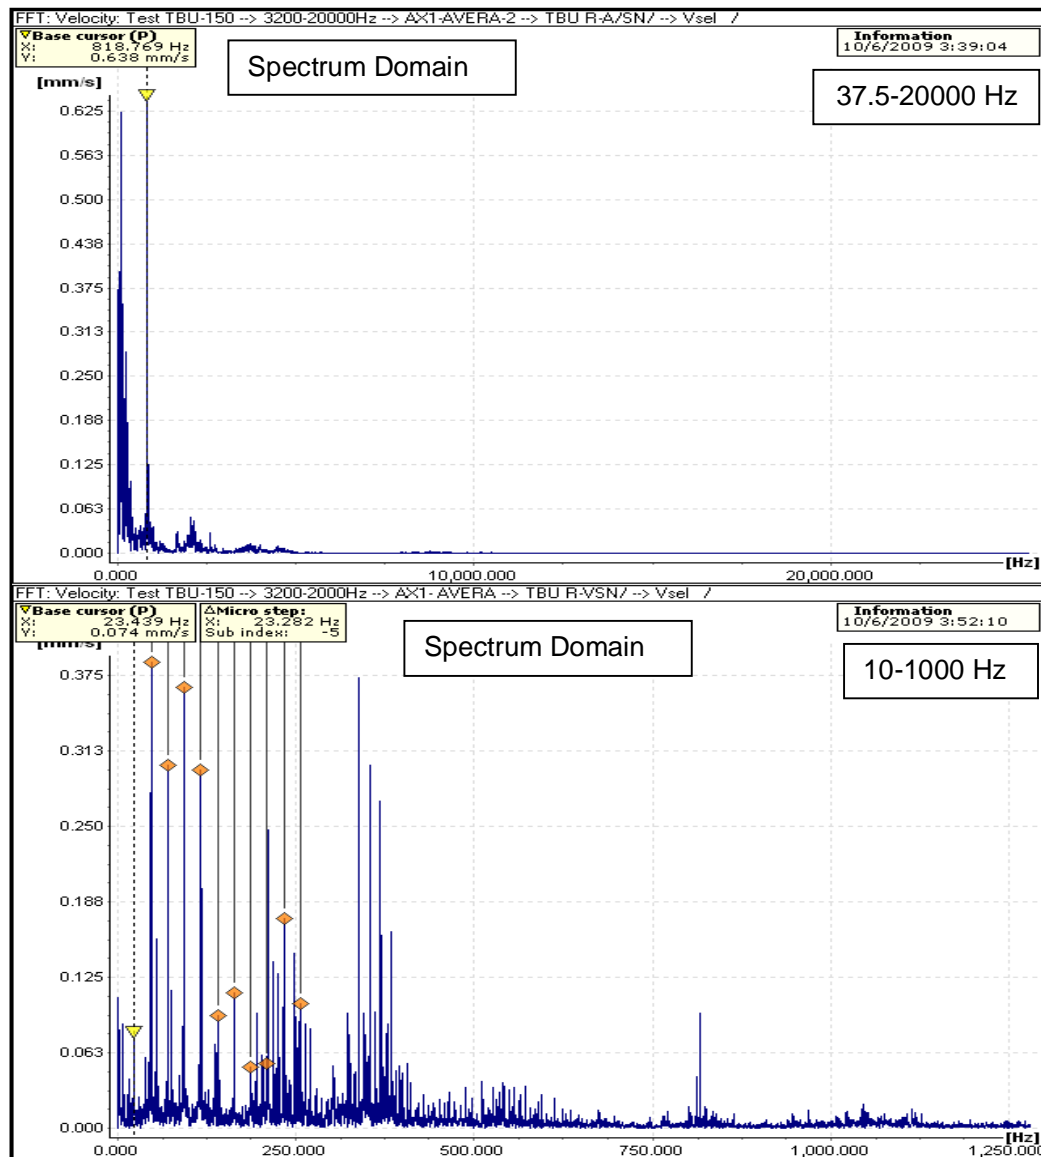 FFT: Velocity: Test TBU-150 --> 3200-20000Hz --> AX1-AVERA-2 --> TBU R-A/SN/ --> Vsel /
Base cursor (P)
X: 818.769 Hz
Y: 0.638 mm/s
Spectrum Domain
Information
10/6/2009 3:39:04
37.5-20000 Hz
[mm/s]
0.625
0.563
0.500
0.438
0.375
0.313
0.250
0.188
0.125
0.063
0.000
0.000 10,000.000 20,000.000 [Hz]
FFT: Velocity: Test TBU-150 --> 3200-2000Hz --> AX1- AVERA --> TBU R-VSN/ --> Vsel /
Base cursor (P)
X: 23.439 Hz
Y: 0.074 mm/s
Micro step:
X: 23.282 Hz
Sub index: -5
Spectrum Domain
Information
10/6/2009 3:52:10
10-1000 Hz
[mm/s]
0.375
0.313
0.250
0.188
0.125
0.063
0.000
0.000 250.000 500.000 750.000 1,000.000 1,250.000 [Hz]